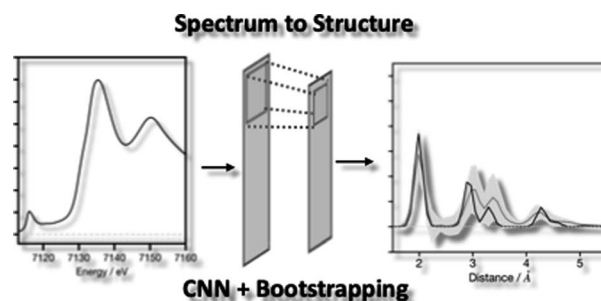 Spectrum to Structure
7120 7130 7140 7150 7160
Energy / eV
2 3 4 5
Distance / Å
CNN + Bootstrapping